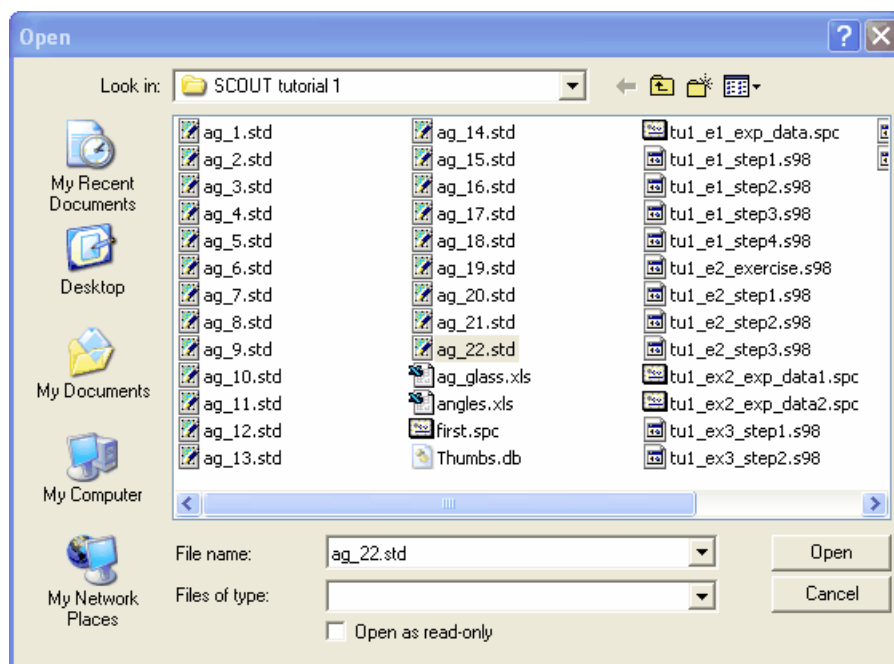 Open
Look in: SCOUT tutorial 1
My Recent
Documents
Desktop
My Documents
My Computer
My Network
Places
ag_1.std
ag_2.std
ag_3.std
ag_4.std
ag_5.std
ag_6.std
ag_7.std
ag_8.std
ag_9.std
ag_10.std
ag_11.std
ag_12.std
ag_13.std
ag_14.std
ag_15.std
ag_16.std
ag_17.std
ag_18.std
ag_19.std
ag_20.std
ag_21.std
ag_22.std
ag_glass.xls
angles.xls
first.spc
Thumbs.db
tu1_e1_exp_data.spc
tu1_e1_step1.s98
tu1_e1_step2.s98
tu1_e1_step3.s98
tu1_e1_step4.s98
tu1_e2_exercise.s98
tu1_e2_step1.s98
tu1_e2_step2.s98
tu1_e2_step3.s98
tu1_ex2_exp_data1.spc
tu1_ex2_exp_data2.spc
tu1_ex3_step1.s98
tu1_ex3_step2.s98
File name: ag_22.std Open
Files of type: Cancel
Open as read-only